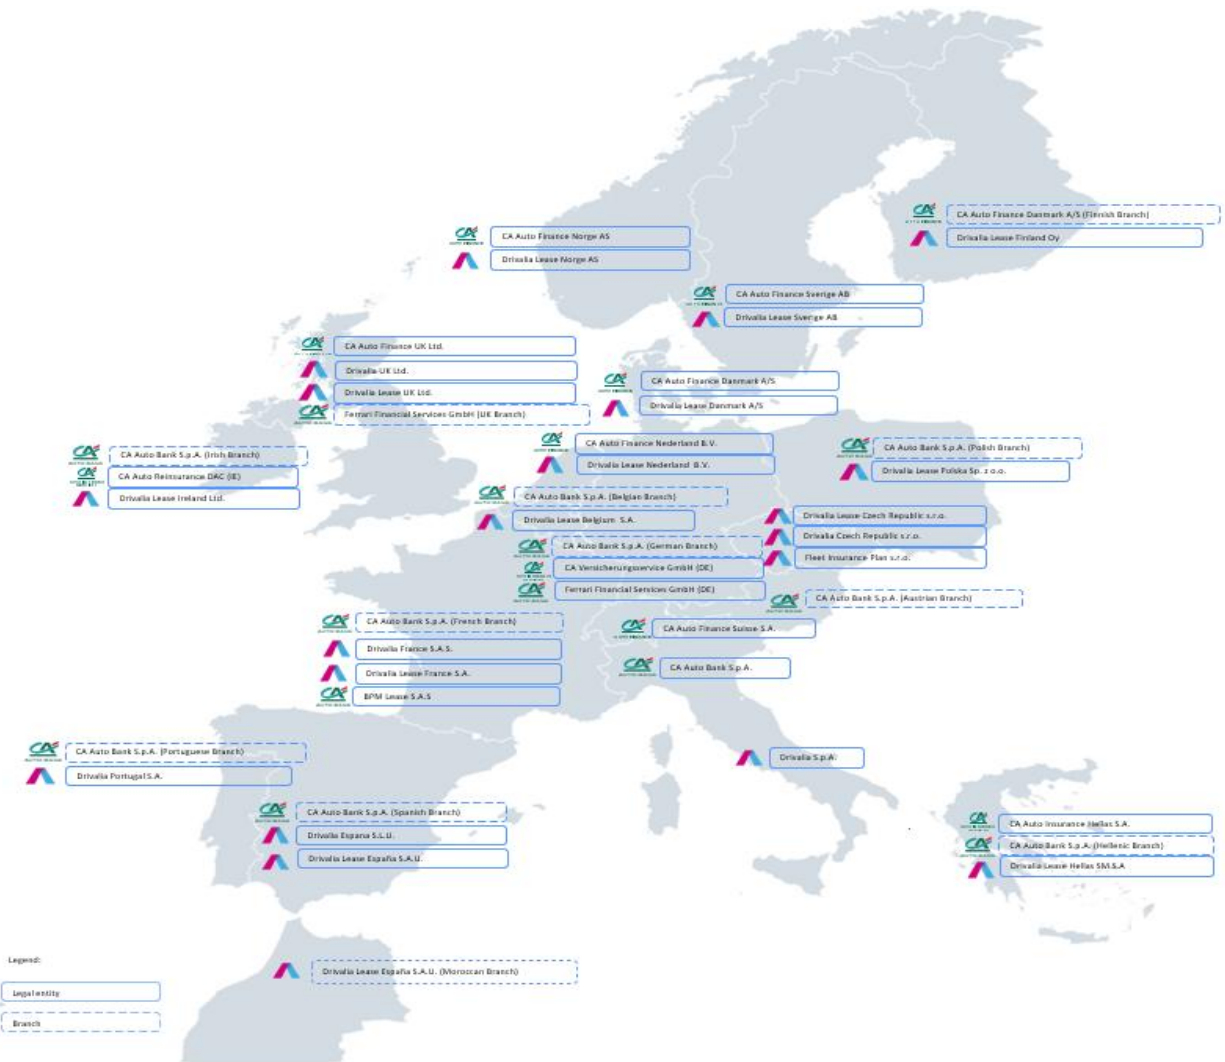 CA Auto Finance Danmark A/S (Finnish Branch)
Drivalia Lease Finland Oy
CA Auto Finance Norge AS
Drivalia Lease Norge AS
CA Auto Finance Sverige AB
Drivalia Lease Sverige AB
CA Auto Finance UK Ltd.
Drivalia UK Ltd.
Drivalia Lease UK Ltd.
Ferrari Financial Services GmbH (UK Branch)
CA Auto Finance Danmark A/S
Drivalia Lease Danmark A/S
CA Auto Finance Nederland B.V.
Drivalia Lease Nederland B.V.
CA Auto Bank S.p.A. (Polish Branch)
Drivalia Lease Polska Sp. z o.o.
CA Auto Bank S.p.A. (Irish Branch)
CA Auto Reinsurance DAC (IE)
Drivalia Lease Ireland Ltd.
CA Auto Bank S.p.A. (Belgian Branch)
Drivalia Lease Belgium S.A.
Drivalia Lease Czech Republic s.r.o.
Drivalia Czech Republic s.r.o.
Fleet Insurance Plan s.r.o.
CA Auto Bank S.p.A. (German Branch)
CA Versicherungsservice GmbH (DE)
Ferrari Financial Services GmbH (DE)
CA Auto Bank S.p.A. (Austrian Branch)
CA Auto Bank S.p.A. (French Branch)
Drivalia France S.A.S.
Drivalia Lease France S.A.
BPM Lease S.A.S
CA Auto Finance Suisse S.A.
CA Auto Bank S.p.A.
CA Auto Bank S.p.A. (Portuguese Branch)
Drivalia Portugal S.A.
Drivalia S.p.A.
CA Auto Bank S.p.A. (Spanish Branch)
Drivalia Espana S.L.U.
Drivalia Lease España S.A.U.
CA Auto Insurance Hellas S.A.
CA Auto Bank S.p.A. (Hellenic Branch)
Drivalia Lease Hellas SM.S.A
Drivalia Lease España S.A.U. (Moroccan Branch)
Legend:
Legal entity
Branch